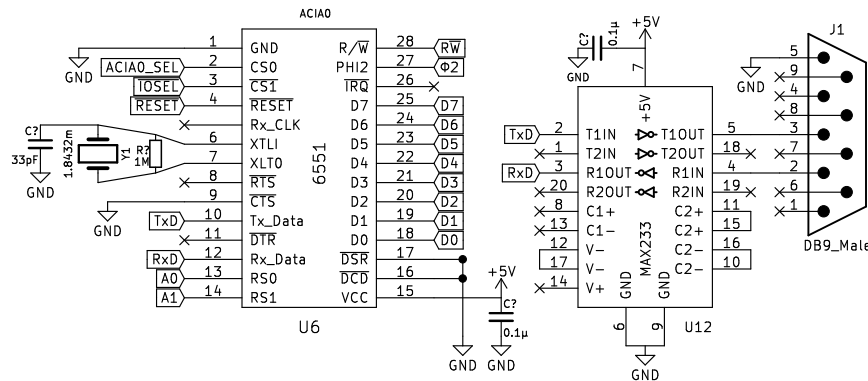 ACIA0
1 GND
ACIA0_SEL 2 CS0
IOSEL 3 CS1
RESET 4 RESET
Rx_CLK
6 XTLI
7 XLTO
8 RTS
9 CTS
TxD 10 Tx_Data
11 DTR
RxD 12 Rx_Data
A0 13 RS0
A1 14 RS1
GND
C?
33pF
GND
1.8432m
Y1
R?
1M
GND
6551
U6
R/W 28 RW
PHI2 27 Φ2
IRQ 26
D7 25 D7
D6 24 D6
D5 23 D5
D4 22 D4
D3 21 D3
D2 20 D2
D1 19 D1
D0 18 D0
DSR 17
DCD 16
VCC 15
+5V
C?
0.1µ
GND
GND
C?
0.1µ
GND
+5V
7
+5V
TxD 2 T1IN
1 T2IN
RxD 3 R1OUT
20 R2OUT
8 C1+
13 C1-
12 V-
17 V-
14 V+
MAX233
T1OUT 5
T2OUT 18
R1IN 4
R2IN 19
C2+ 11
C2+ 15
C2- 16
C2- 10
GND
GND
6
9
U12
GND
J1
GND
5
9
4
8
3
7
2
6
1
DB9_Male